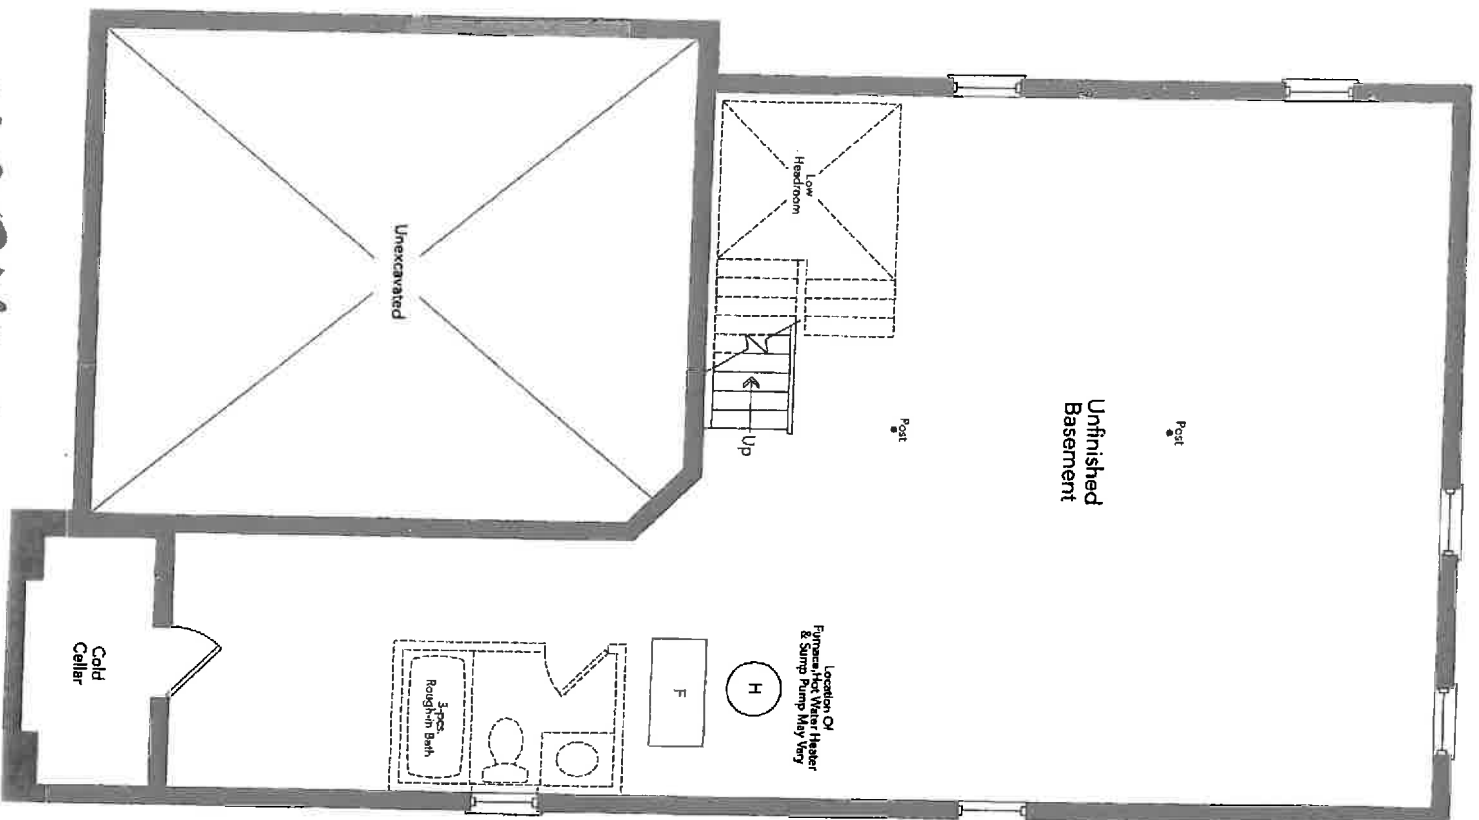 Unexcavated
Low
Headroom
Up
Post
Post
Unfinished
Basement
Location Of
Furnace,Hot Water Heater
& Sump Pump May Vary
H
F
3-pcs.
Rough-in Bath
Cold
Cellar